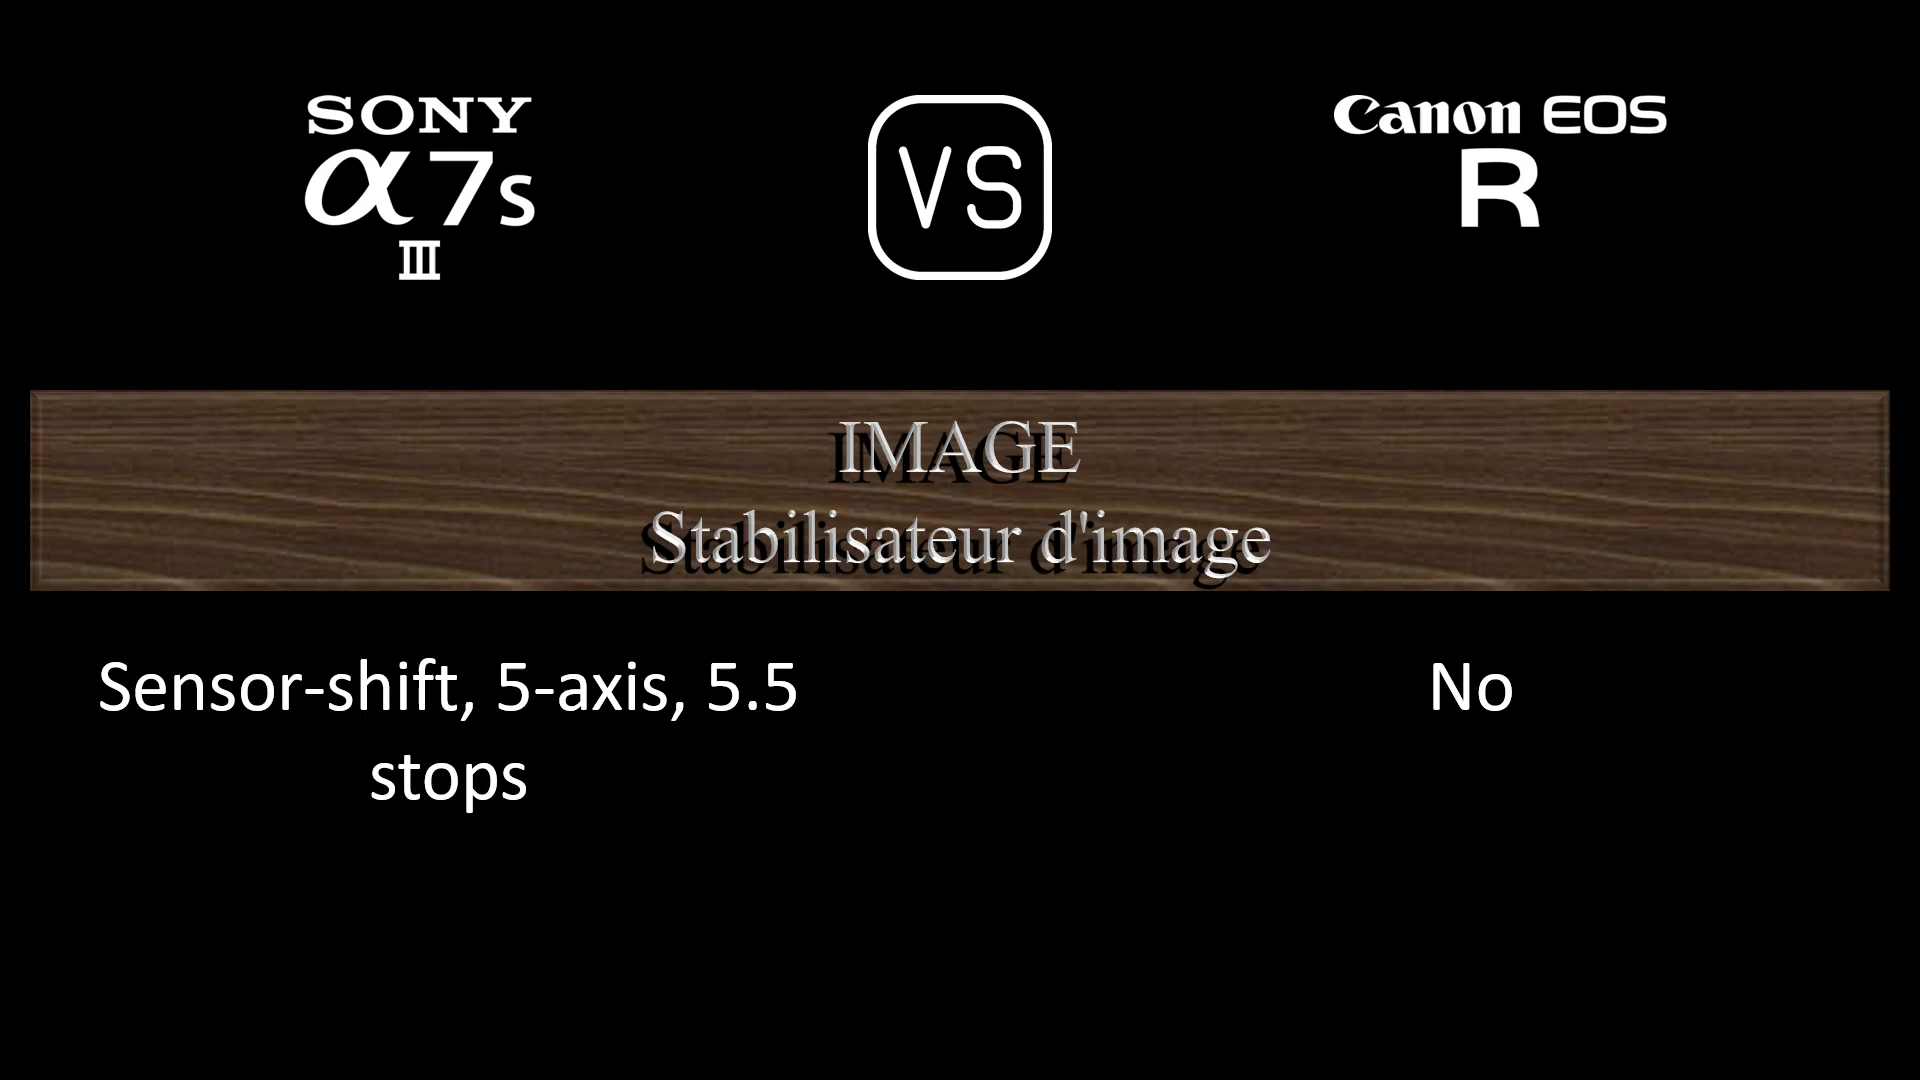 SONY
α7s
III
VS
Canon EOS
R
IMAGE
Stabilisateur d'image
Sensor-shift, 5-axis, 5.5
stops
No